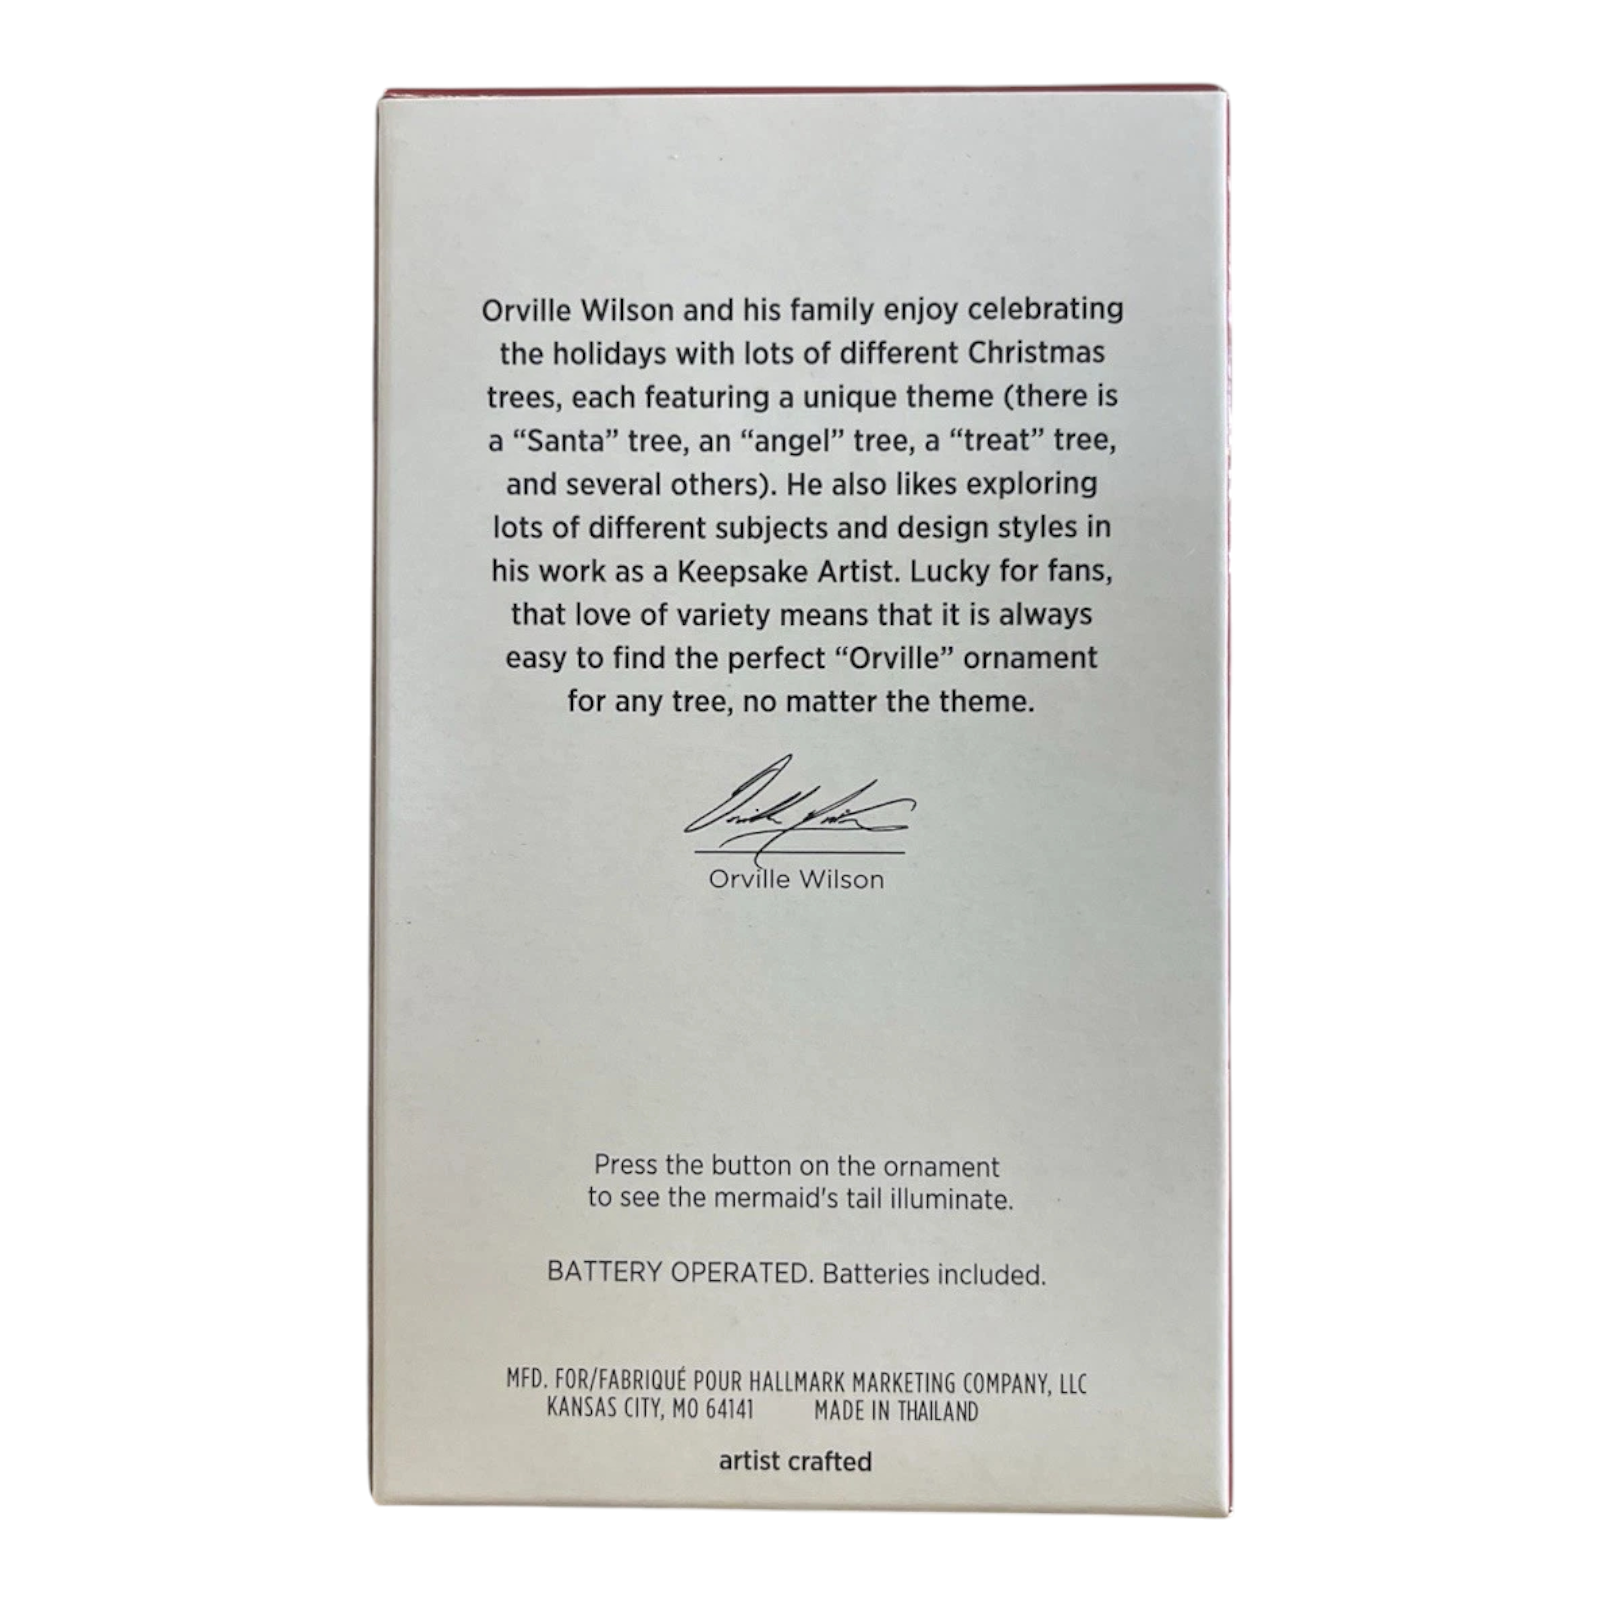 Orville Wilson and his family enjoy celebrating
the holidays with lots of different Christmas
trees, each featuring a unique theme (there is
a “Santa” tree, an “angel” tree, a “treat” tree,
and several others). He also likes exploring
lots of different subjects and design styles in
his work as a Keepsake Artist. Lucky for fans,
that love of variety means that it is always
easy to find the perfect “Orville” ornament
for any tree, no matter the theme.
Orville Wilson
Orville Wilson
Press the button on the ornament
to see the mermaid's tail illuminate.
BATTERY OPERATED. Batteries included.
MFD. FOR/FABRIQUÉ POUR HALLMARK MARKETING COMPANY, LLC
KANSAS CITY, MO 64141 MADE IN THAILAND
artist crafted